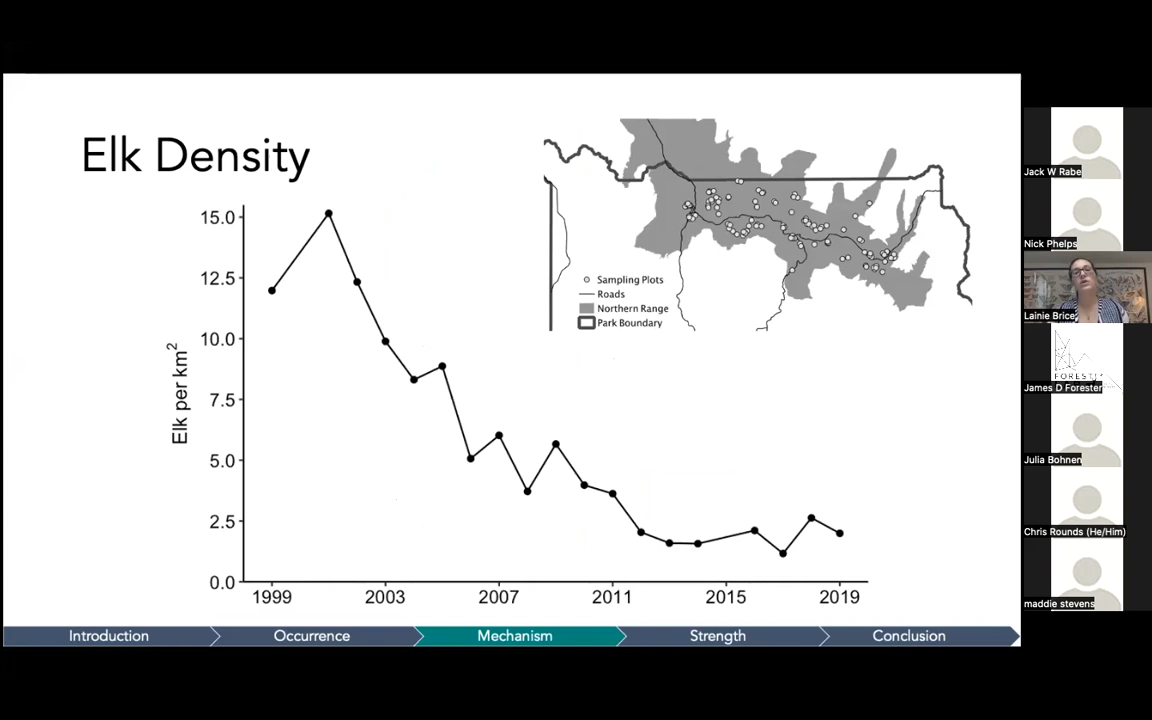 Elk Density
Sampling Plots
Roads
Northern Range
Park Boundary
15.0
12.5
10.0
7.5
5.0
2.5
0.0
Elk per km²
1999 2003 2007 2011 2015 2019
Introduction Occurrence Mechanism Strength Conclusion
Jack W Rabe
Nick Phelps
Lainie Brice
FOREST
James D Forester
Julia Bohnen
Chris Rounds (He/Him)
maddie stevens